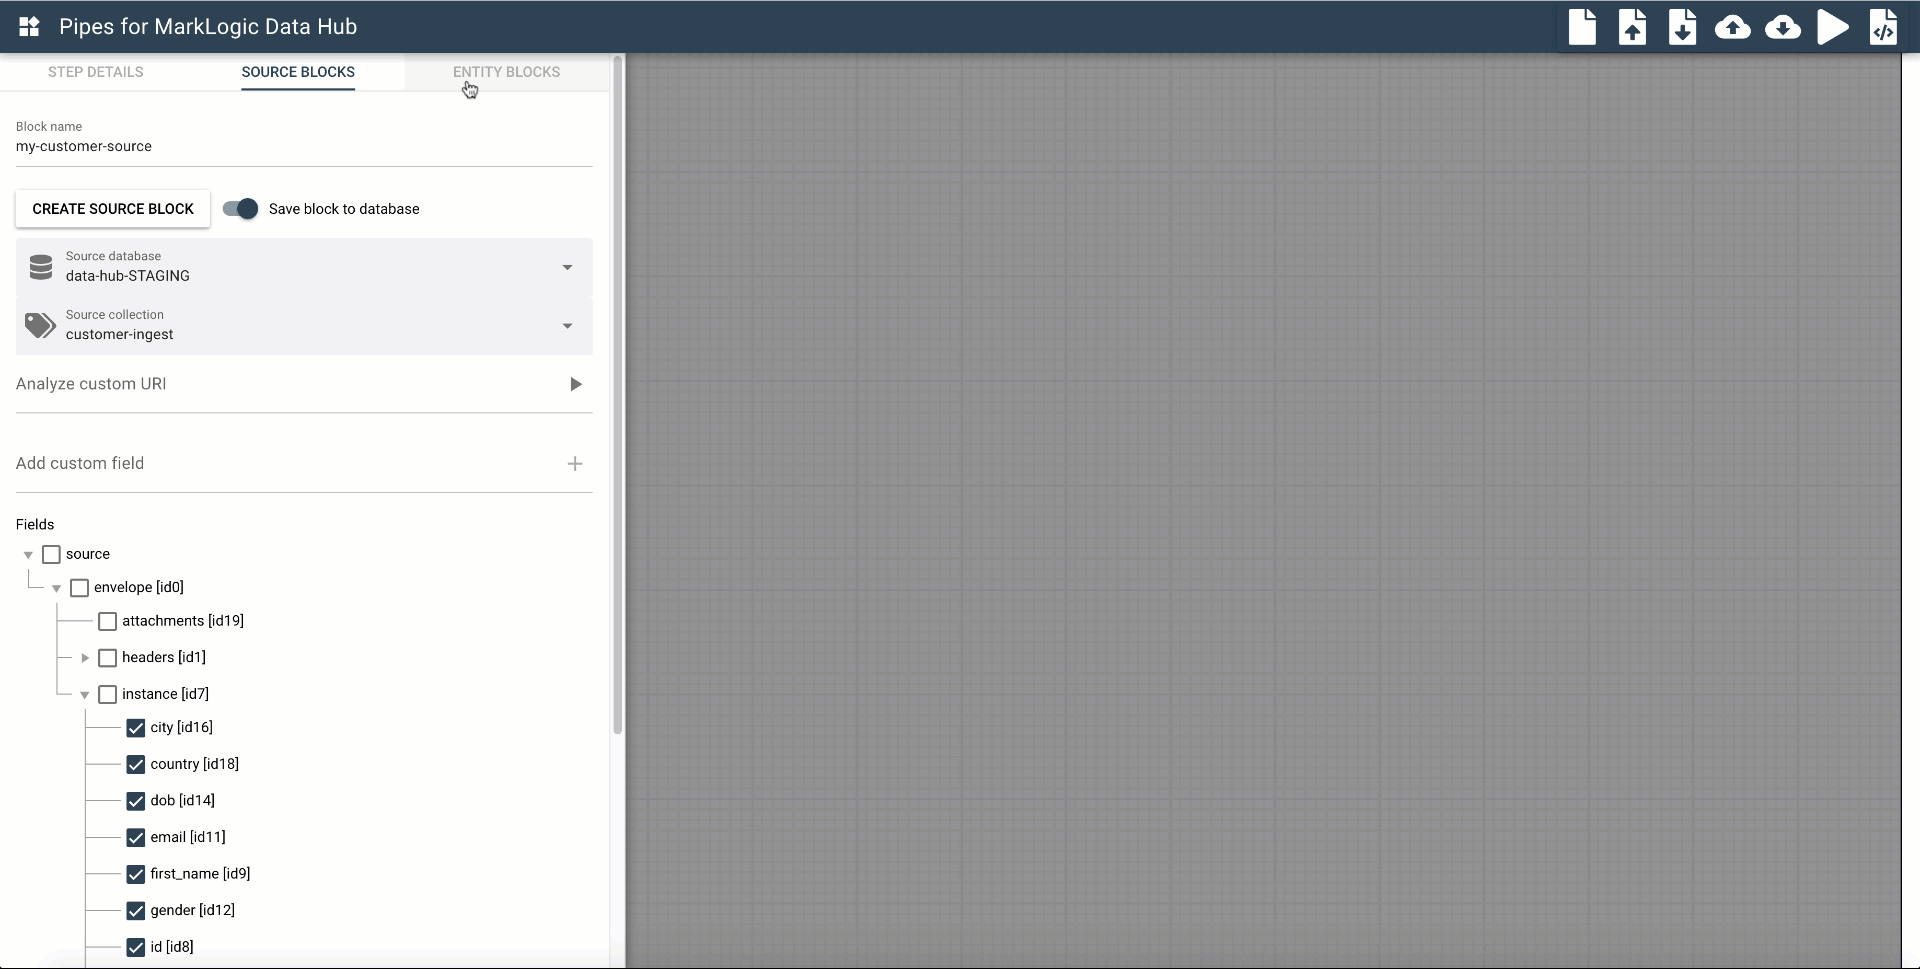 Pipes for MarkLogic Data Hub
STEP DETAILS
SOURCE BLOCKS
ENTITY BLOCKS
Block name
my-customer-source
CREATE SOURCE BLOCK
Save block to database
Source database
data-hub-STAGING
Source collection
customer-ingest
Analyze custom URI
Add custom field
Fields
source
envelope [id0]
attachments [id19]
headers [id1]
instance [id7]
city [id16]
country [id18]
dob [id14]
email [id11]
first_name [id9]
gender [id12]
id [id8]